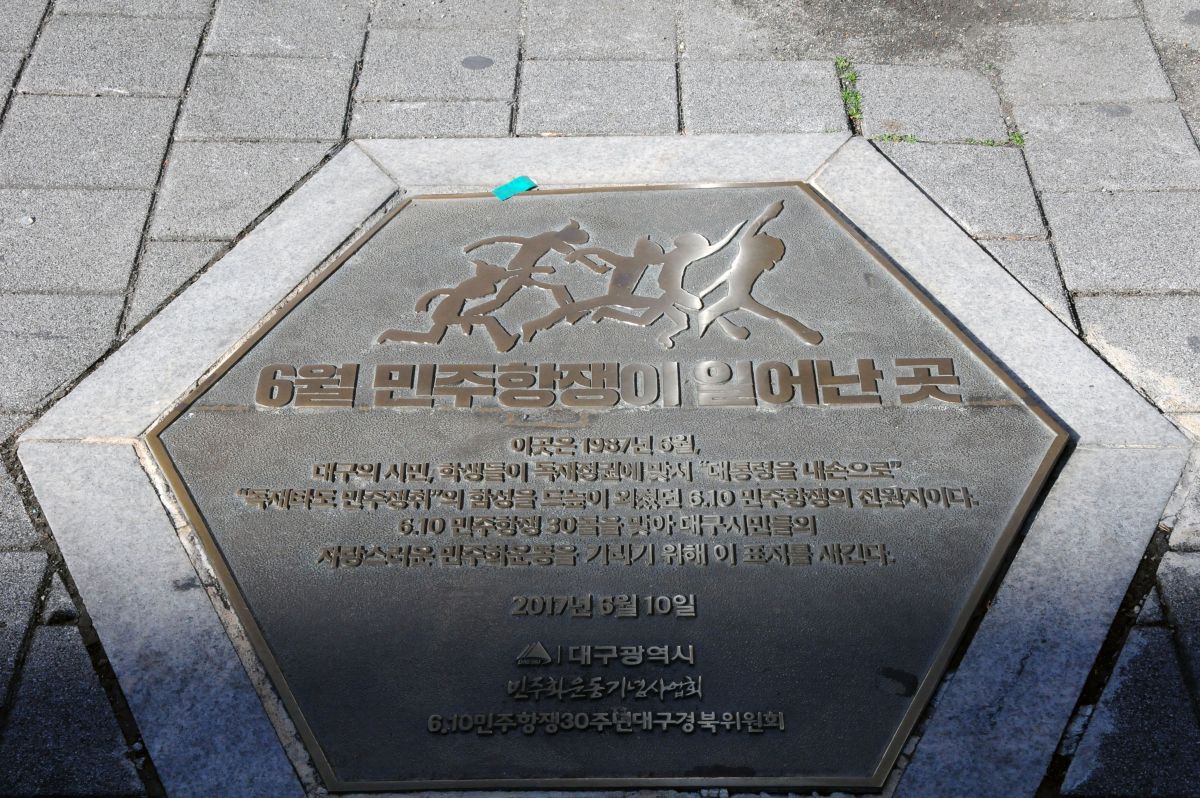 6월 민주항쟁이 일어난 곳
이곳은 1987년 6월,
대구의 시민, 학생들이 독재정권에 맞서 “대통령을 내손으로”
“독재타도 민주쟁취”의 함성을 드높이 외쳤던 6.10 민주항쟁의 진원지이다.
6.10 민주항쟁 30돌을 맞아 대구시민들의
자랑스러운 민주화운동을 기리기 위해 이 표지를 새긴다.
2017년 6월 10일
대구광역시
민주화운동기념사업회
6.10민주항쟁30주년대구경북위원회